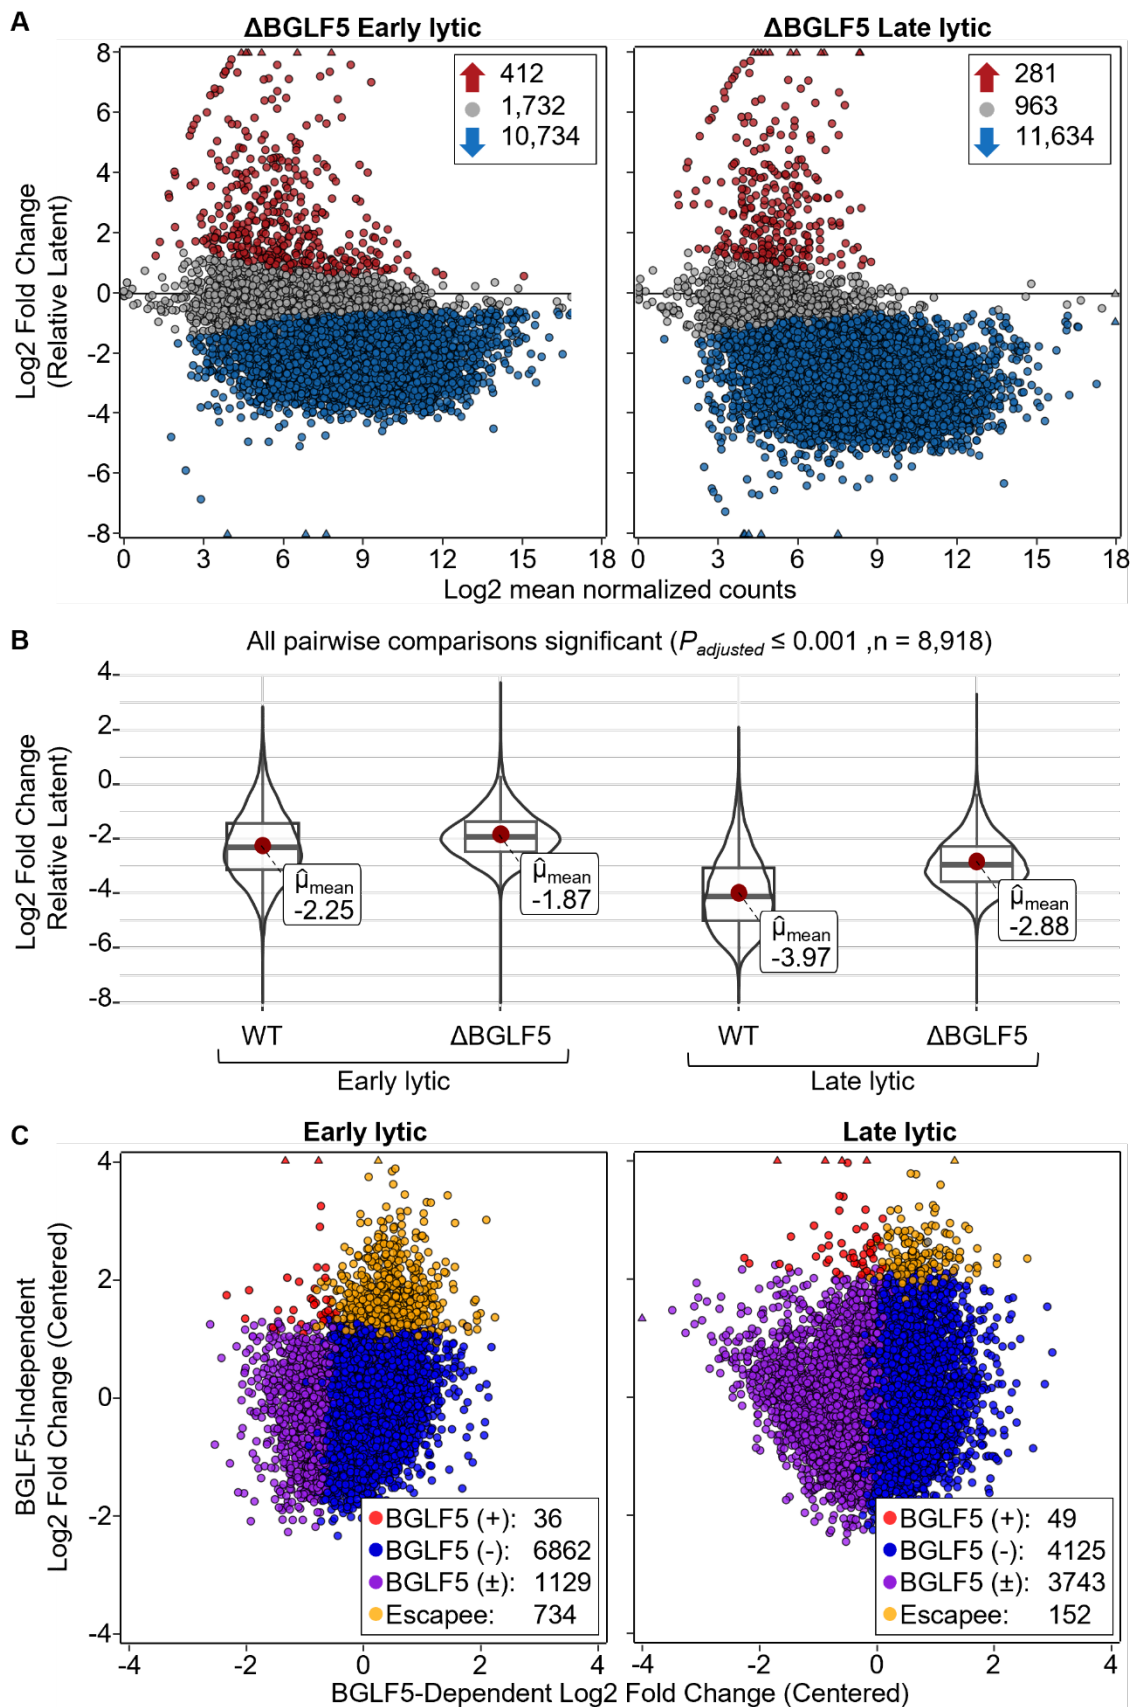 A
ΔBGLF5 Early lytic
ΔBGLF5 Late lytic
Log2 Fold Change
(Relative Latent)
8
6
4
2
0
-2
-4
-6
-8
412
1,732
10,734
281
963
11,634
0 3 6 9 12 15 18
0 3 6 9 12 15 18
Log2 mean normalized counts
B
All pairwise comparisons significant (P adjusted ≤ 0.001 ,n = 8,918)
Log2 Fold Change
Relative Latent)
4
2
0
-2
-4
-6
-8
μ̂mean
-2.25
μ̂mean
-1.87
μ̂mean
-3.97
μ̂mean
-2.88
WT
ΔBGLF5
WT
ΔBGLF5
Early lytic
Late lytic
C
Early lytic
Late lytic
BGLF5-Independent
Log2 Fold Change (Centered)
4
2
0
-2
-4
BGLF5 (+): 36
BGLF5 (-): 6862
BGLF5 (±): 1129
Escapee: 734
BGLF5 (+): 49
BGLF5 (-): 4125
BGLF5 (±): 3743
Escapee: 152
-4 -2 0 2 4
-4 -2 0 2 4
BGLF5-Dependent Log2 Fold Change (Centered)